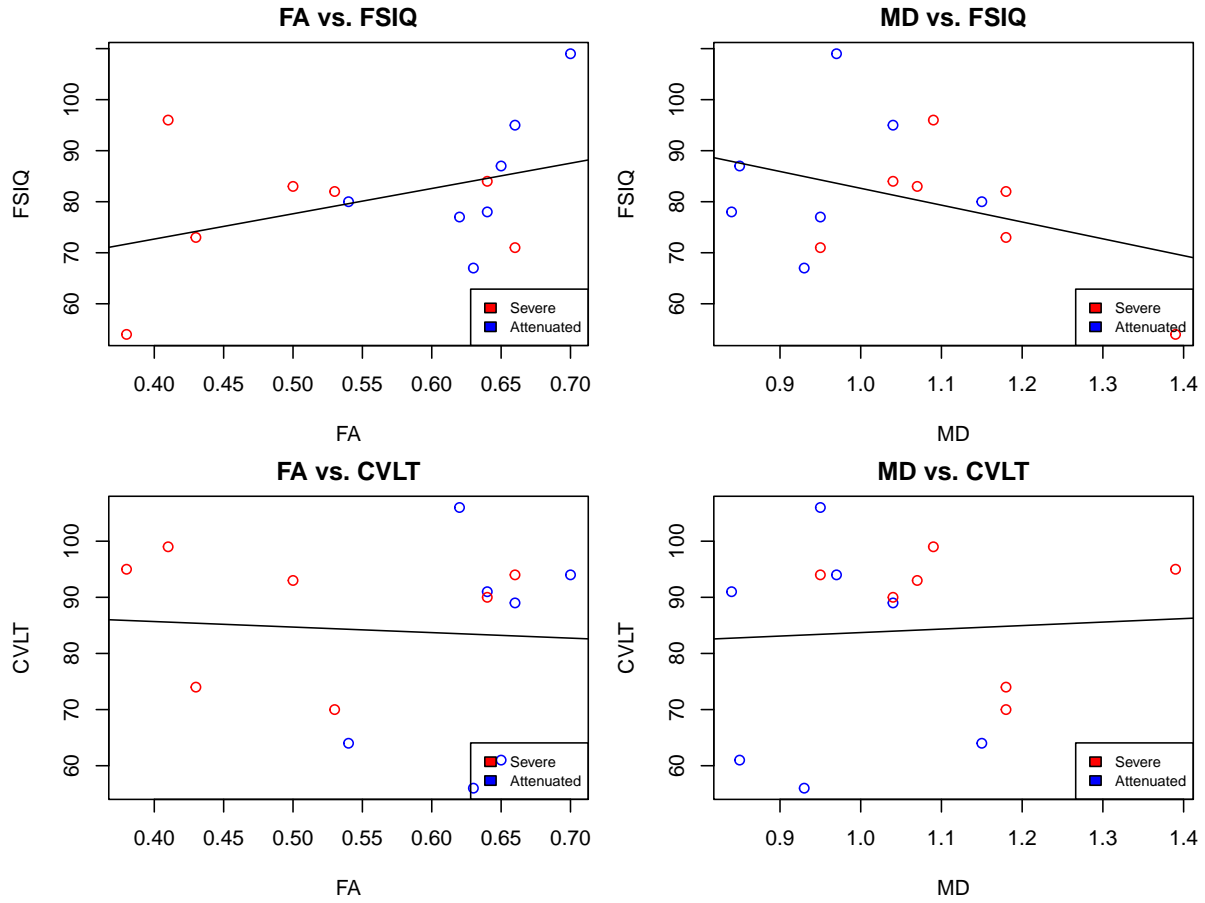 FA vs. FSIQ
FSIQ
100
90
80
70
60
Severe
Attenuated
0.40 0.45 0.50 0.55 0.60 0.65 0.70
FA
MD vs. FSIQ
FSIQ
100
90
80
70
60
Severe
Attenuated
0.9 1.0 1.1 1.2 1.3 1.4
MD
FA vs. CVLT
CVLT
100
90
80
70
60
Severe
Attenuated
0.40 0.45 0.50 0.55 0.60 0.65 0.70
FA
MD vs. CVLT
CVLT
100
90
80
70
60
Severe
Attenuated
0.9 1.0 1.1 1.2 1.3 1.4
MD